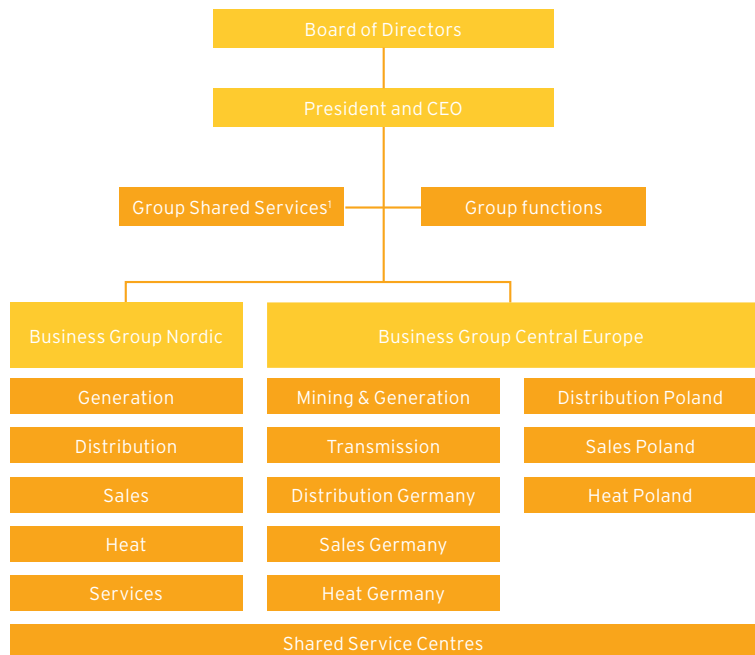 Board of Directors
President and CEO
Group Shared Services¹
Group functions
Business Group Nordic
Business Group Central Europe
Generation
Mining & Generation
Distribution Poland
Distribution
Transmission
Sales Poland
Sales
Distribution Germany
Heat Poland
Heat
Sales Germany
Services
Heat Germany
Shared Service Centres